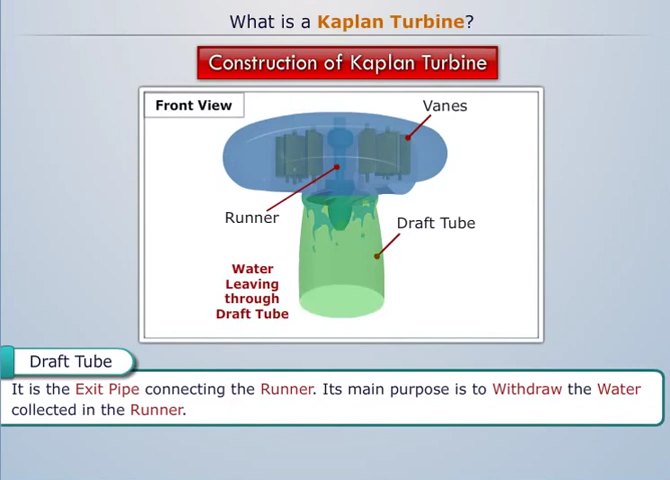 What is a Kaplan Turbine?
Construction of Kaplan Turbine
Front View
Vanes
Runner
Draft Tube
Water
Leaving
through
Draft Tube
Draft Tube
It is the Exit Pipe connecting the Runner. Its main purpose is to Withdraw the Water
collected in the Runner.